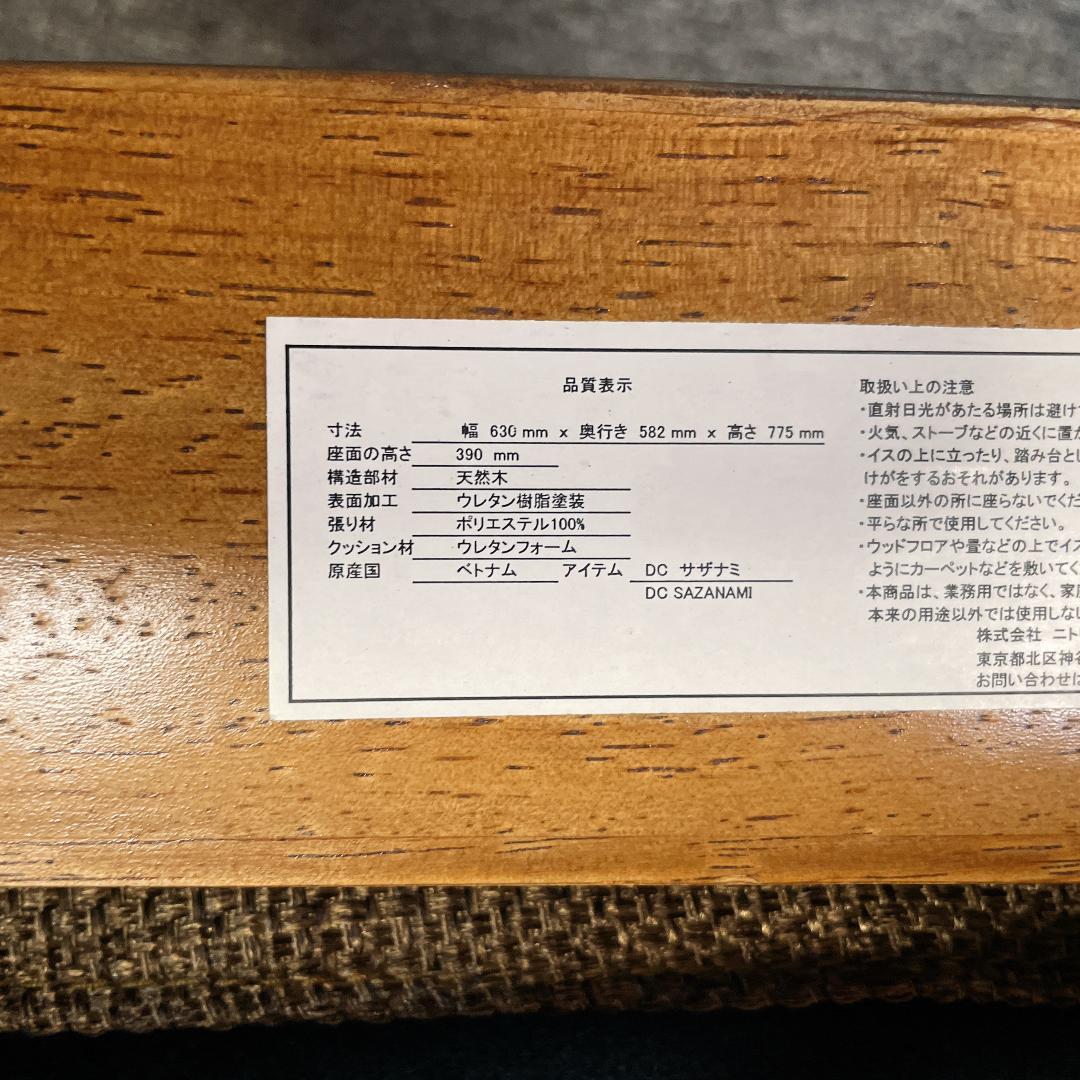 品質表示
寸法 幅 630 mm x 奥行き 582 mm x 高さ 775 mm
座面の高さ 390 mm
構造部材 天然木
表面加工 ウレタン樹脂塗装
張り材 ポリエステル100%
クッション材 ウレタンフォーム
原産国 ベトナム アイテム DC サザナミ
DC SAZANAMI
取扱い上の注意
・直射日光があたる場所は避け
・火気、ストーブなどの近くに置
・イスの上に立ったり、踏み台と
けがをするおそれがあります。
・座面以外の所に座らないでくだ
・平らな所で使用してください。
・ウッドフロアや畳などの上でイス
ようにカーペットなどを敷いてく
・本商品は、業務用ではなく、家
本来の用途以外では使用しない
株式会社 ニト
東京都北区神谷
お問い合わせは